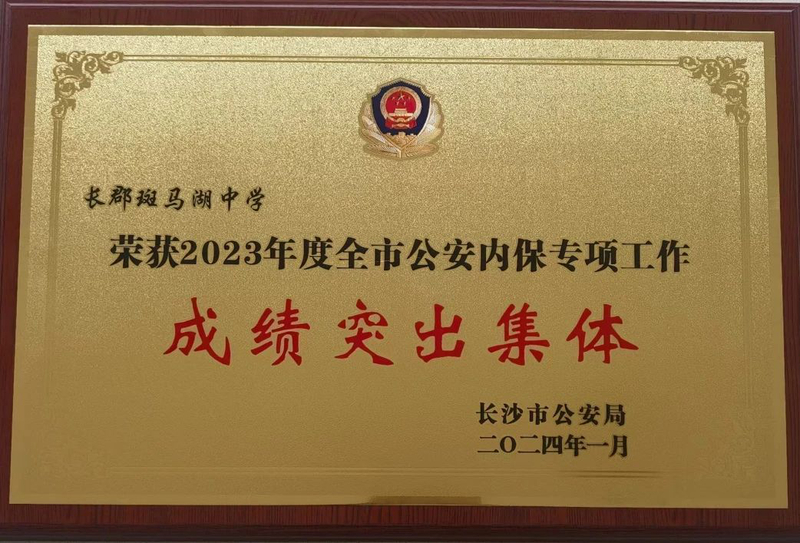 长郡斑马湖中学
荣获2023年度全市公安内保专项工作
成绩突出集体
长沙市公安局
二〇二四年一月